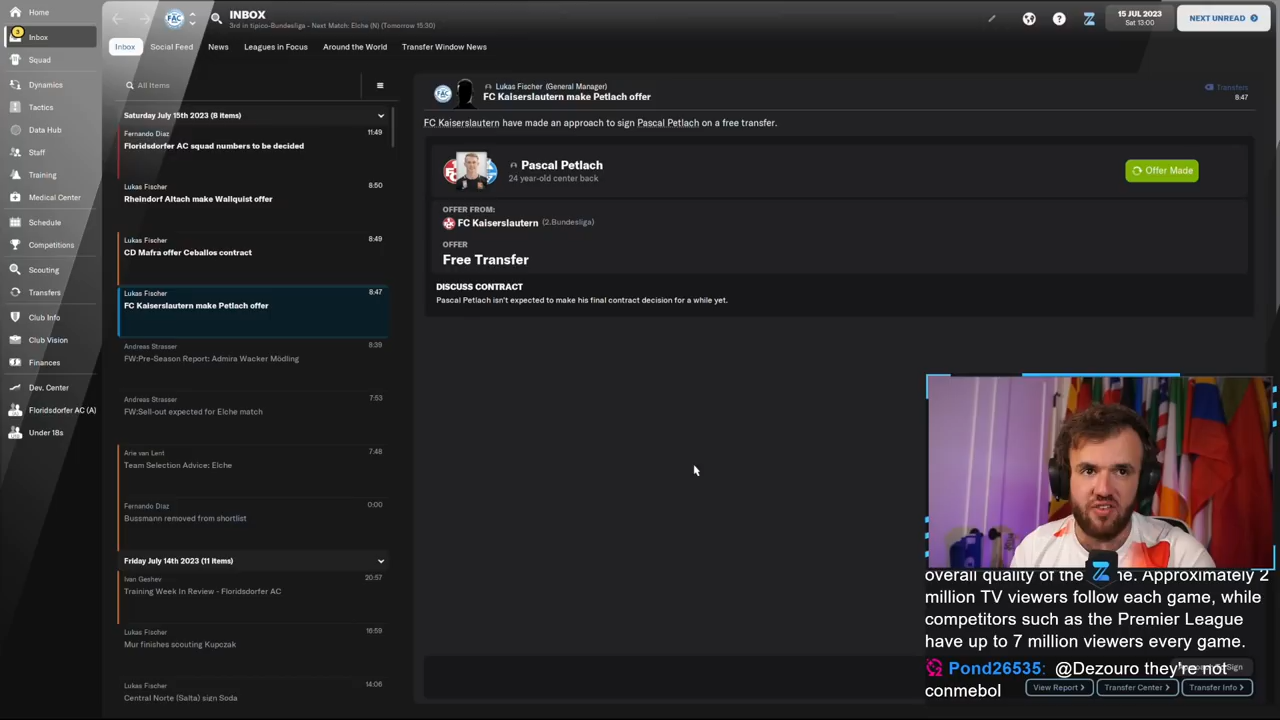 Home
Inbox
3
Squad
Dynamics
Tactics
Data Hub
Staff
Training
Medical Center
Schedule
Competitions
Scouting
Transfers
Club Info
Club Vision
Finances
Dev. Center
Floridsdorfer AC (A)
Under 18s
FAC
INBOX
3rd in tipico-Bundesliga - Next Match: Elche (N) (Tomorrow 15:30)
15 JUL 2023
Sat 13:00
NEXT UNREAD
Inbox
Social Feed
News
Leagues in Focus
Around the World
Transfer Window News
All Items
Saturday July 15th 2023 (8 items)
Fernando Diaz 11:49
Floridsdorfer AC squad numbers to be decided
Lukas Fischer 8:50
Rheindorf Altach make Wallquist offer
Lukas Fischer 8:49
CD Mafra offer Ceballos contract
Lukas Fischer 8:47
FC Kaiserslautern make Petlach offer
Andreas Strasser 8:39
FW:Pre-Season Report: Admira Wacker Mödling
Andreas Strasser 7:53
FW:Sell-out expected for Elche match
Arie van Lent 7:48
Team Selection Advice: Elche
Fernando Diaz 0:00
Bussmann removed from shortlist
Friday July 14th 2023 (11 items)
Ivan Geshev 20:57
Training Week In Review - Floridsdorfer AC
Lukas Fischer 16:59
Mur finishes scouting Kupczak
Lukas Fischer 14:06
Central Norte (Salta) sign Soda
Lukas Fischer (General Manager)
FC Kaiserslautern make Petlach offer
Transfers
8:47
FC Kaiserslautern have made an approach to sign Pascal Petlach on a free transfer.
Pascal Petlach
24 year-old center back
Offer Made
OFFER FROM:
FC Kaiserslautern (2.Bundesliga)
OFFER
Free Transfer
DISCUSS CONTRACT
Pascal Petlach isn't expected to make his final contract decision for a while yet.
overall quality of the
Approximately 2
million TV viewers follow each game, while
competitors such as the Premier League
have up to 7 million viewers every game.
Pond26535: @Dezouro they're not
conmebol
View Report
Transfer Center
Transfer Info